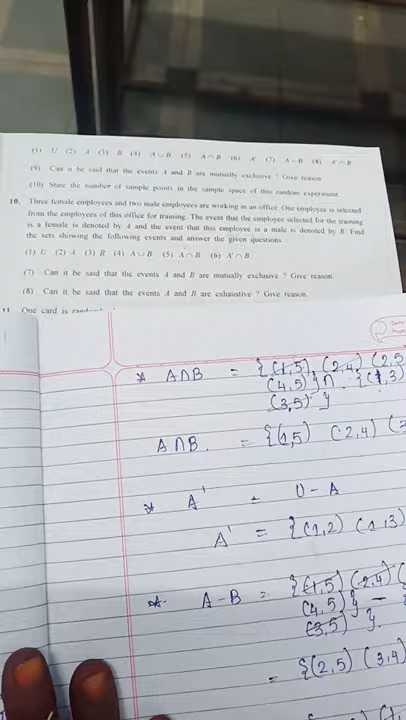 (1) U (2) A (3) B (4) A ∪ B (5) A ∩ B (6) A' (7) A – B (8) A' ∩ B
(9) Can it be said that the events A and B are mutually exclusive ? Give reason
(10) State the number of sample points in the sample space of this random experiment.
10. Three female employees and two male employees are working in an office. One employee is selected
from the employees of this office for training. The event that the employee selected for the training
is a female is denoted by A and the event that this employee is a male is denoted by B. Find
the sets showing the following events and answer the given questions :
(1) U (2) A (3) B (4) A ∪ B (5) A ∩ B (6) A' ∩ B
(7) Can it be said that the events A and B are mutually exclusive ? Give reason.
(8) Can it be said that the events A and B are exhaustive ? Give reason.
11. One card is
* A∩B = {(1,5), (2,4), (2,5
(4,5)} ∩ {(1,3)
(3,5)}
A∩B. = {(1,5) (2,4) (3
* A' = U - A
A' = {(1,2) (1,3)
* A-B = {(1,5) (2,4)
(4,5)} -
(3,5)}.
= {(2,5) (3,4)